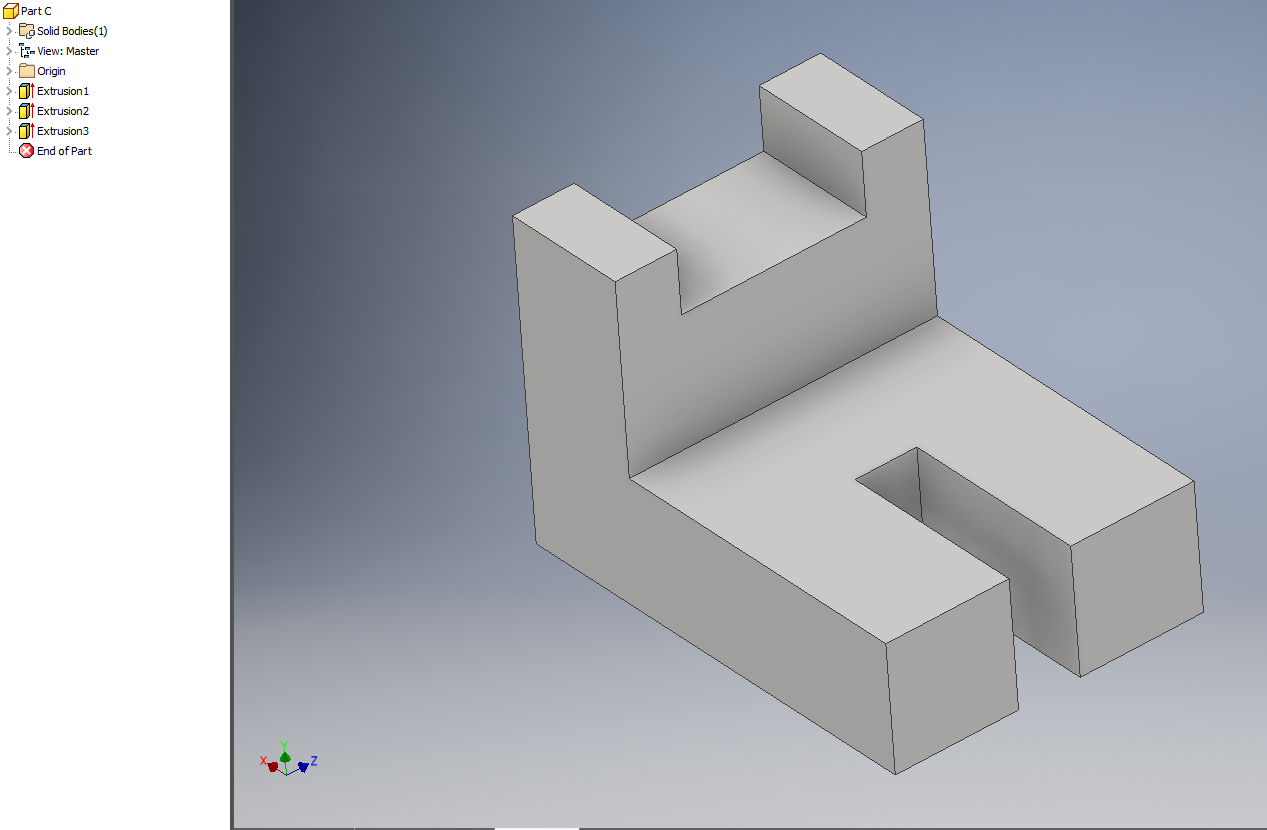 Part C
Solid Bodies(1)
View: Master
Origin
Extrusion1
Extrusion2
Extrusion3
End of Part
Y
X
Z